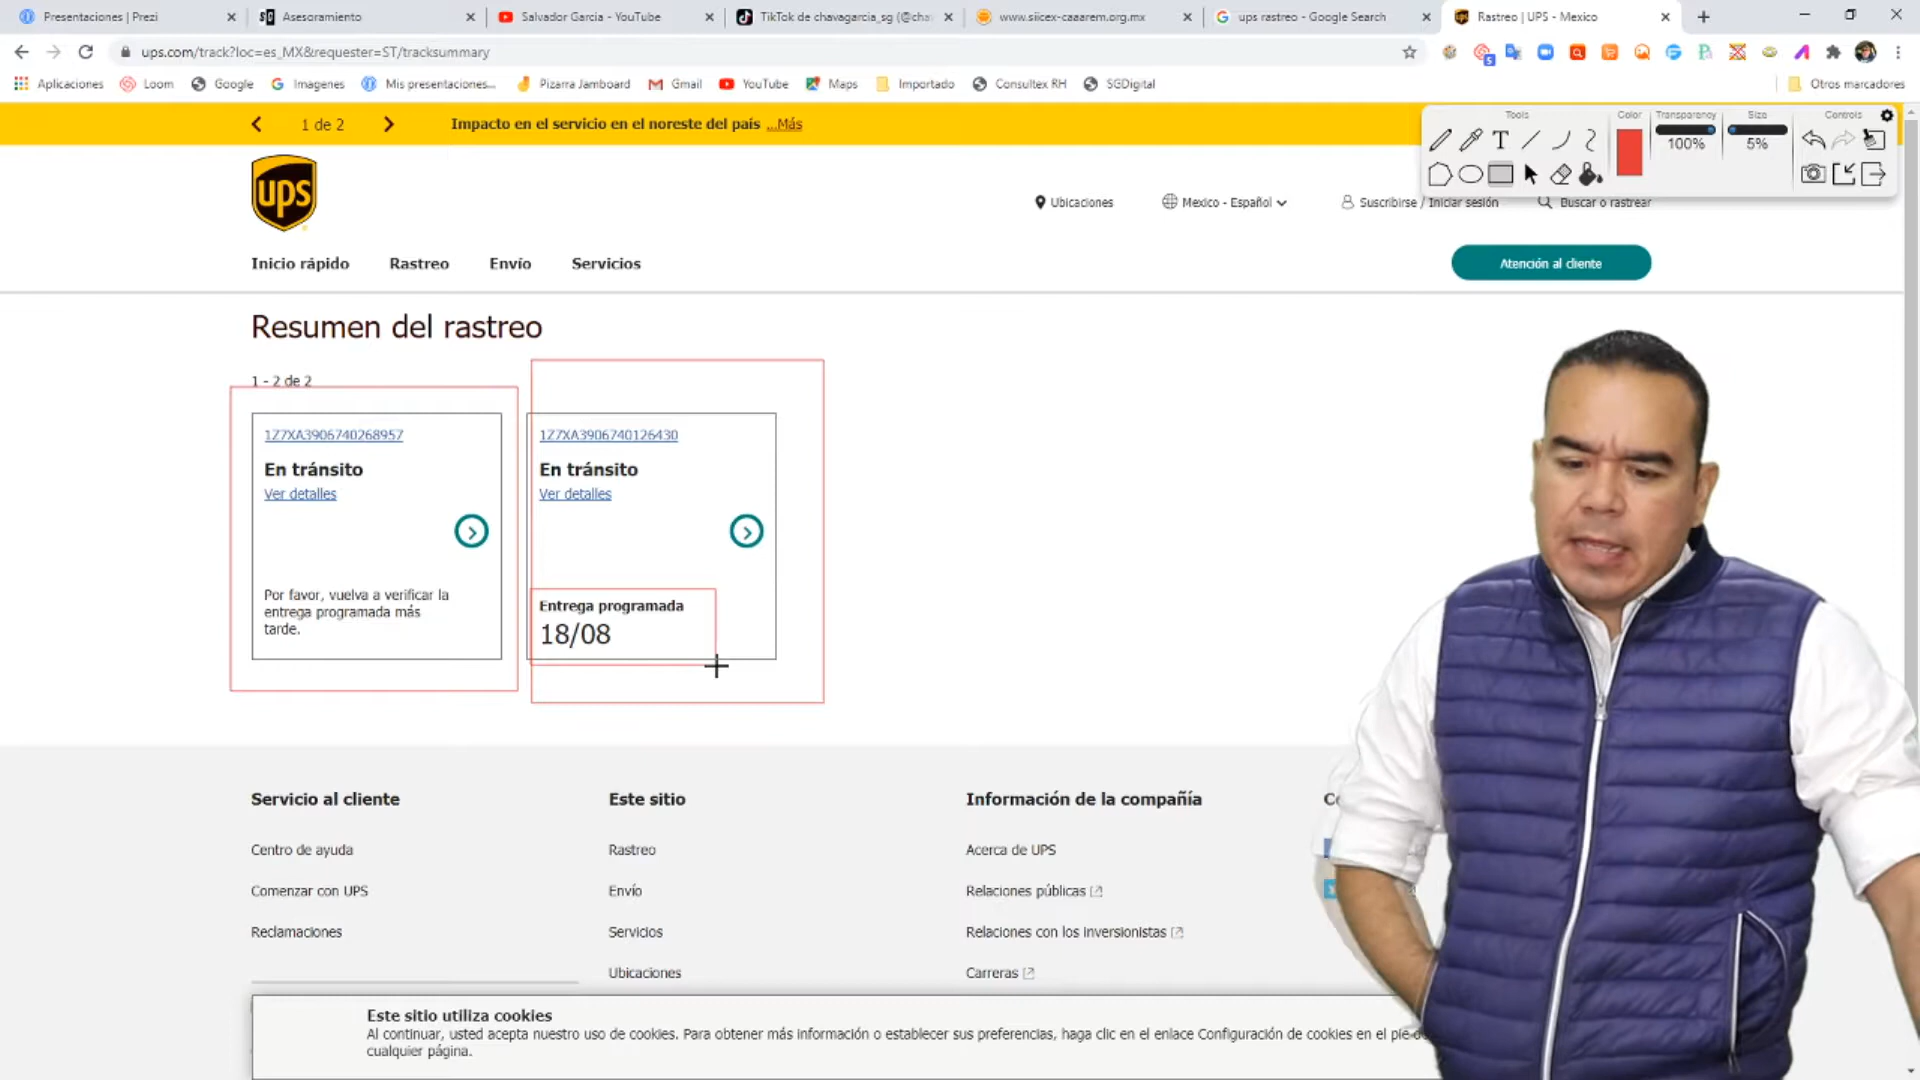 Presentaciones | Prezi
Asesoramiento
Salvador Garcia - YouTube
TikTok de chavagarcia_sg (@cha
www.siicex-caaarem.org.mx
ups rastreo - Google Search
Rastreo | UPS - Mexico
ups.com/track?loc=es_MX&requester=ST/tracksummary
Aplicaciones
Loom
Google
Imagenes
Mis presentaciones...
Pizarra Jamboard
Gmail
YouTube
Maps
Importado
Consultex RH
SGDigital
Otros marcadores
1 de 2
Impacto en el servicio en el noreste del país ...Más
Tools
Color
Transparency
Size
Controls
100%
5%
ups
Ubicaciones
Mexico - Español
Suscribirse / Iniciar sesión
Buscar o rastrear
Inicio rápido
Rastreo
Envío
Servicios
Atención al cliente
Resumen del rastreo
1 - 2 de 2
1Z7XA3906740268957
En tránsito
Ver detalles
Por favor, vuelva a verificar la
entrega programada más
tarde.
1Z7XA3906740126430
En tránsito
Ver detalles
Entrega programada
18/08
Servicio al cliente
Centro de ayuda
Comenzar con UPS
Reclamaciones
Este sitio
Rastreo
Envío
Servicios
Ubicaciones
Información de la compañía
Acerca de UPS
Relaciones públicas
Relaciones con los inversionistas
Carreras
Este sitio utiliza cookies
Al continuar, usted acepta nuestro uso de cookies. Para obtener más información o establecer sus preferencias, haga clic en el enlace Configuración de cookies en el pie
cualquier página.